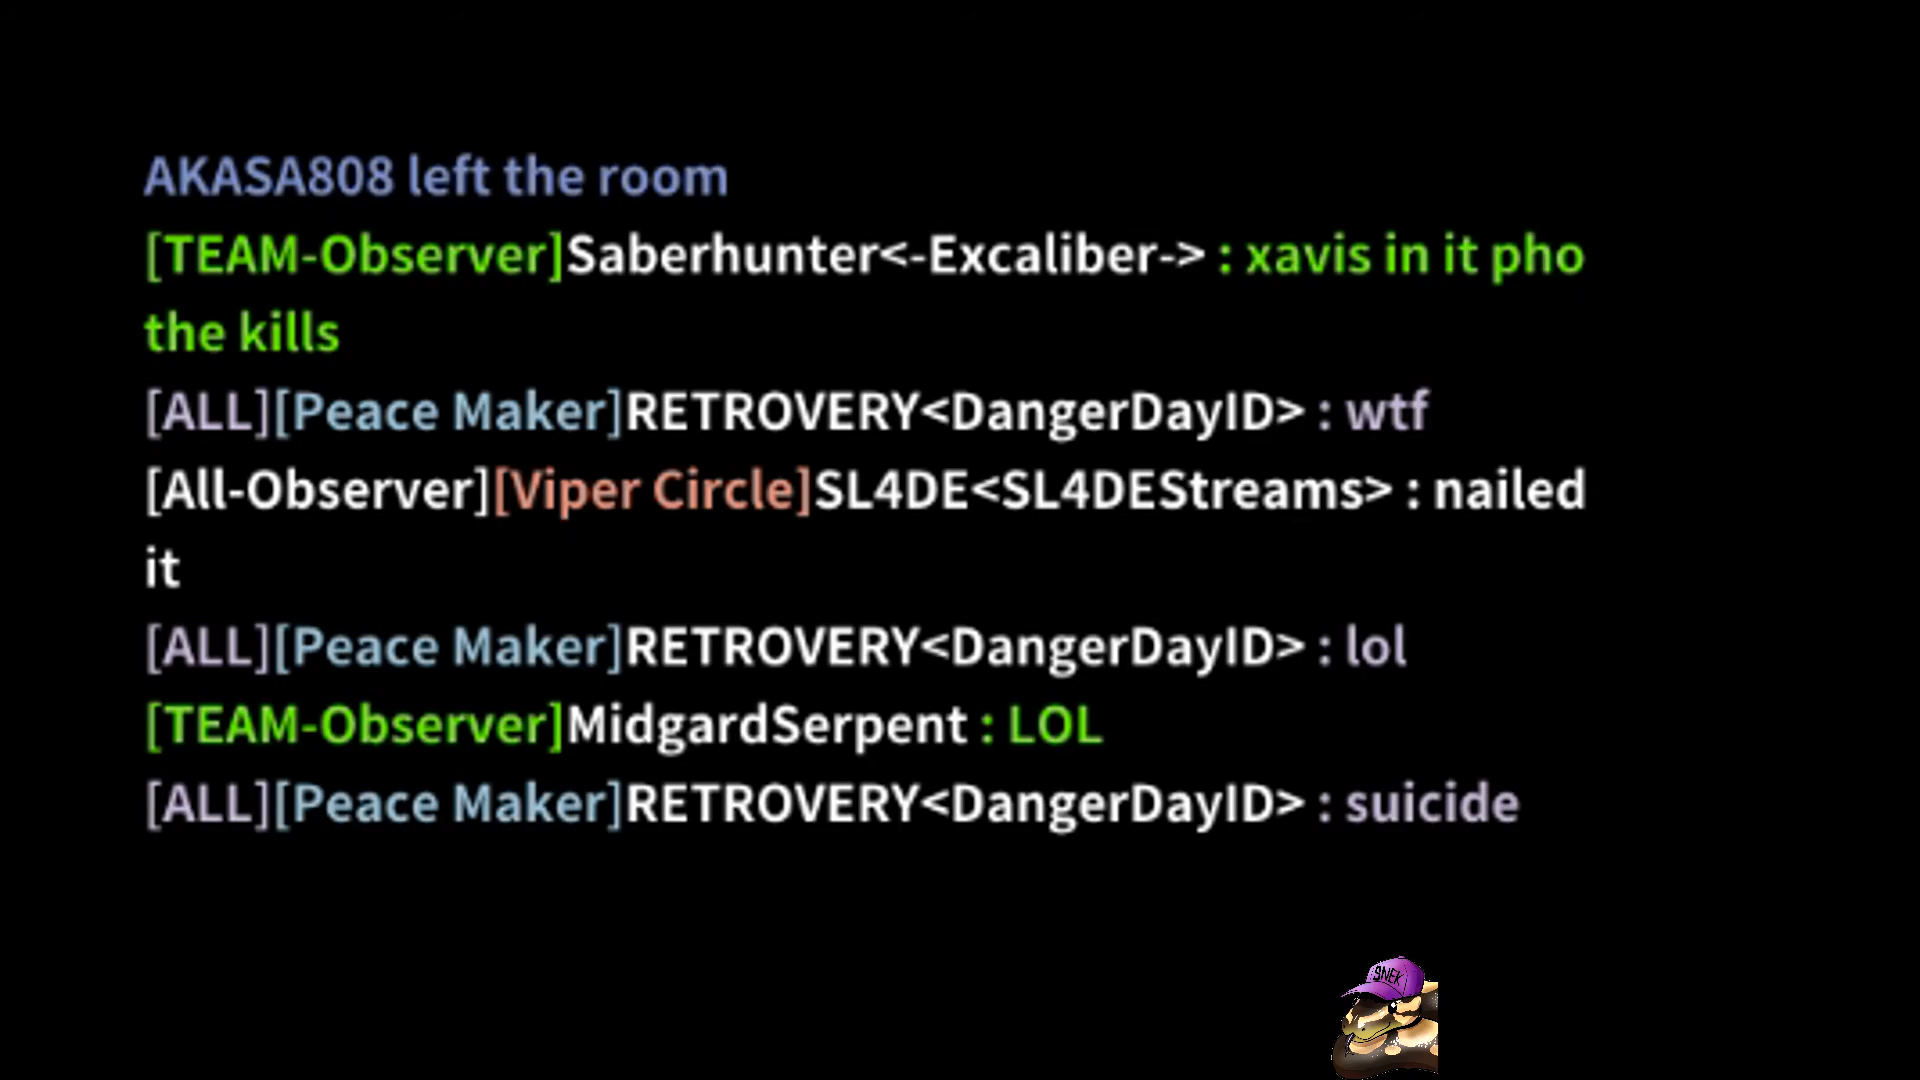 AKASA808 left the room
[TEAM-Observer]Saberhunter<-Excaliber-> : xavis in it pho
the kills
[ALL][Peace Maker]RETROVERY<DangerDayID> : wtf
[All-Observer][Viper Circle]SL4DE<SL4DEStreams> : nailed
it
[ALL][Peace Maker]RETROVERY<DangerDayID> : lol
[TEAM-Observer]MidgardSerpent : LOL
[ALL][Peace Maker]RETROVERY<DangerDayID> : suicide
SNEK